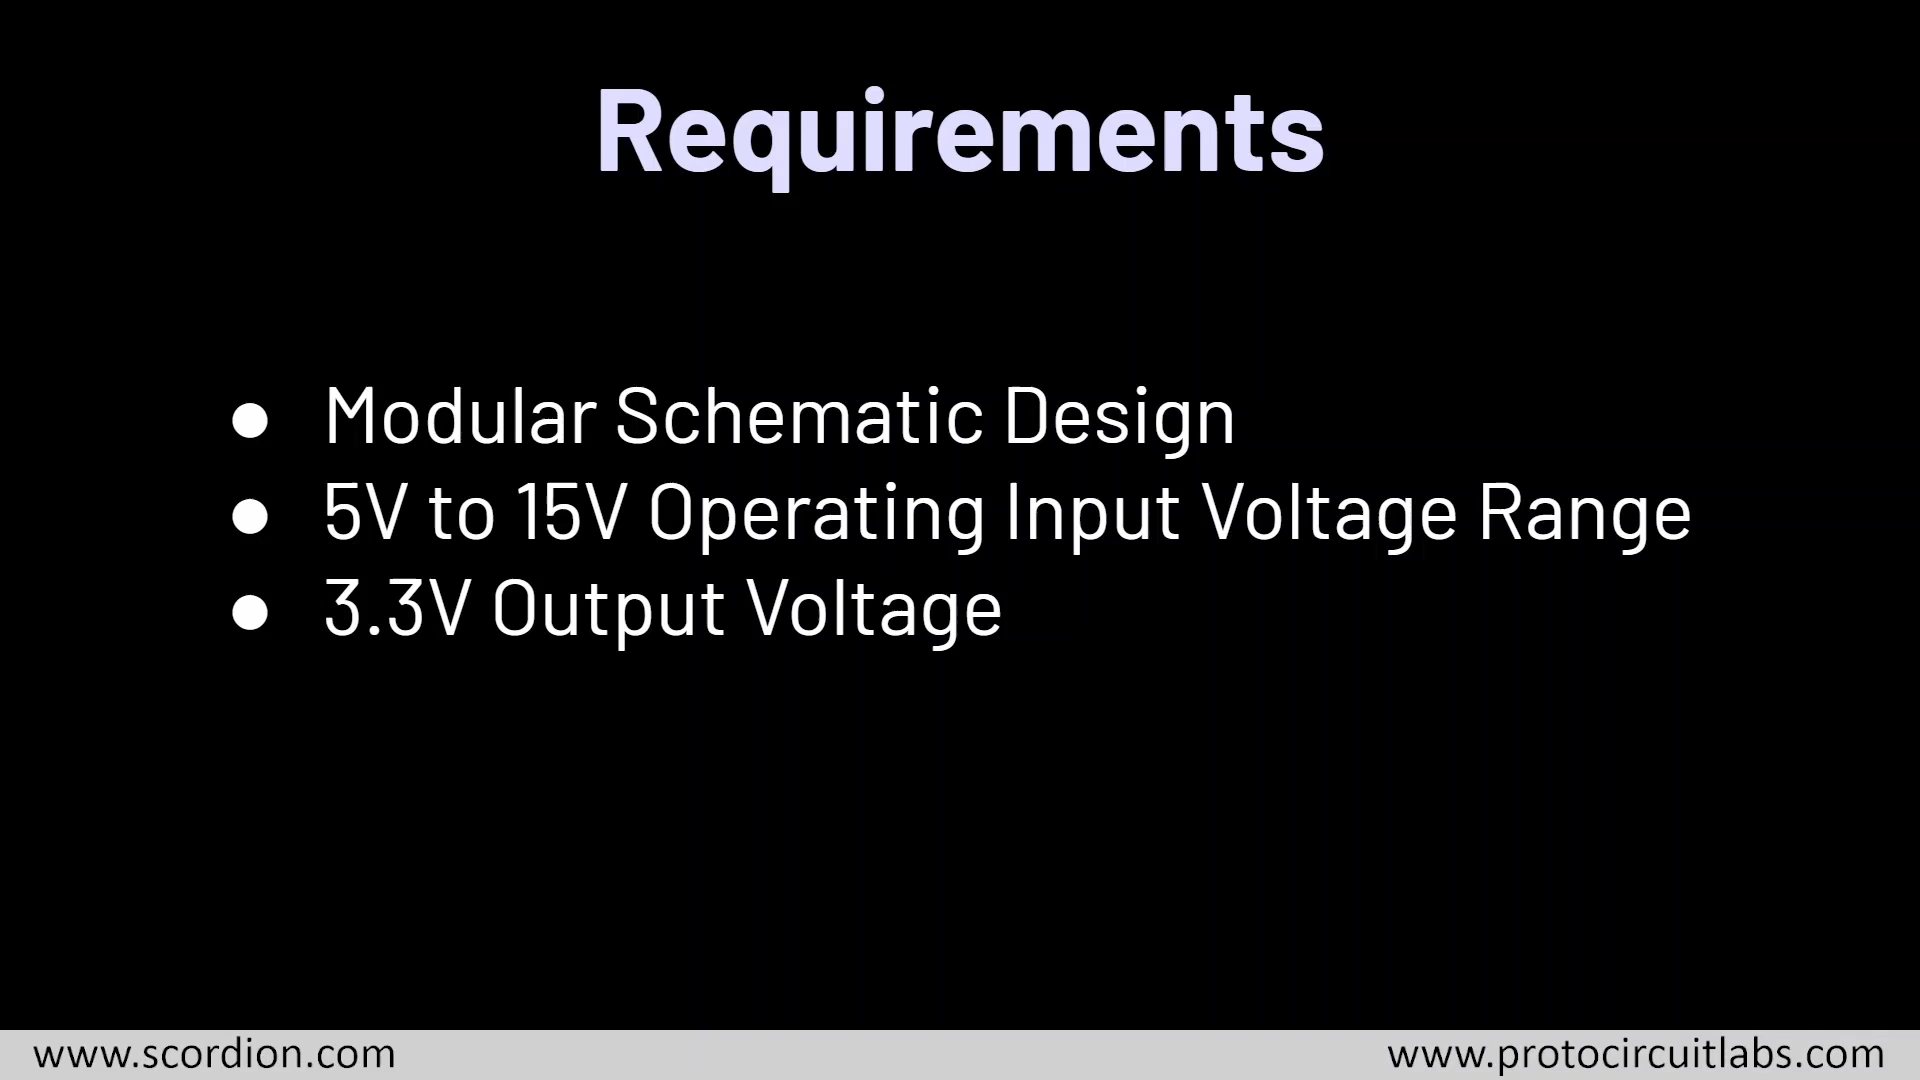 Requirements
● Modular Schematic Design
● 5V to 15V Operating Input Voltage Range
● 3.3V Output Voltage
www.scordion.com
www.protocircuitlabs.com